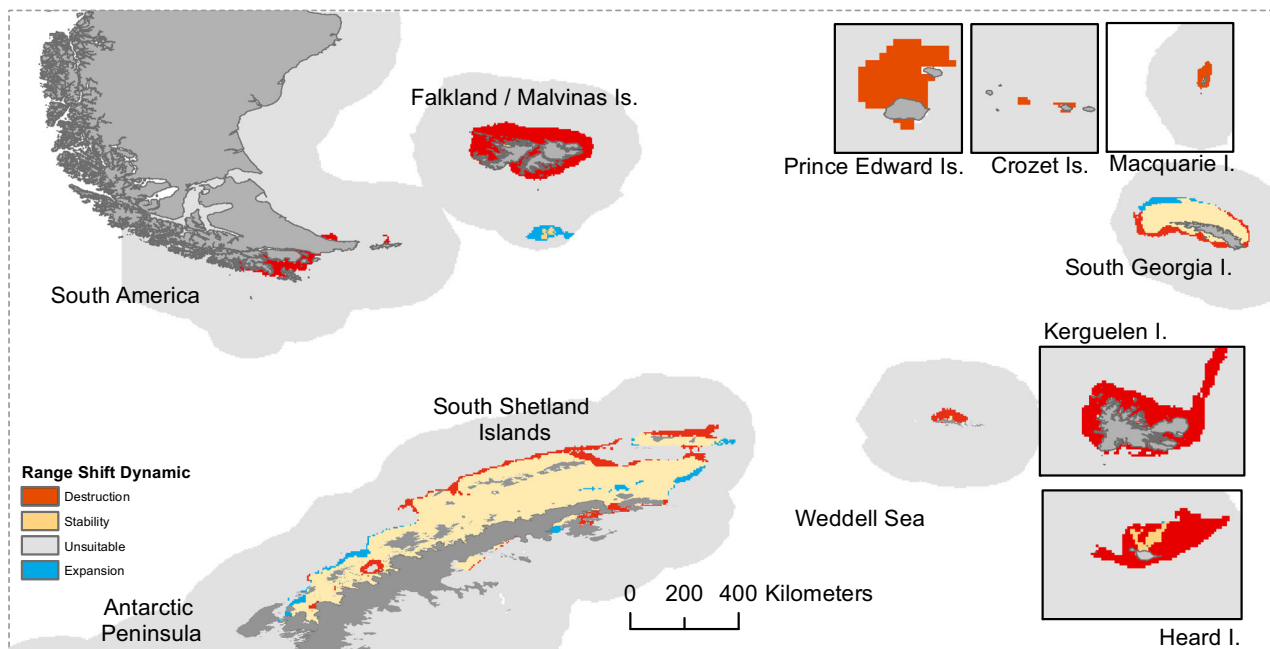 Falkland / Malvinas Is.
Prince Edward Is.
Crozet Is.
Macquarie I.
South America
South Georgia I.
Kerguelen I.
South Shetland
Islands
Range Shift Dynamic
Destruction
Stability
Unsuitable
Expansion
Weddell Sea
0 200 400 Kilometers
Antarctic
Peninsula
Heard I.